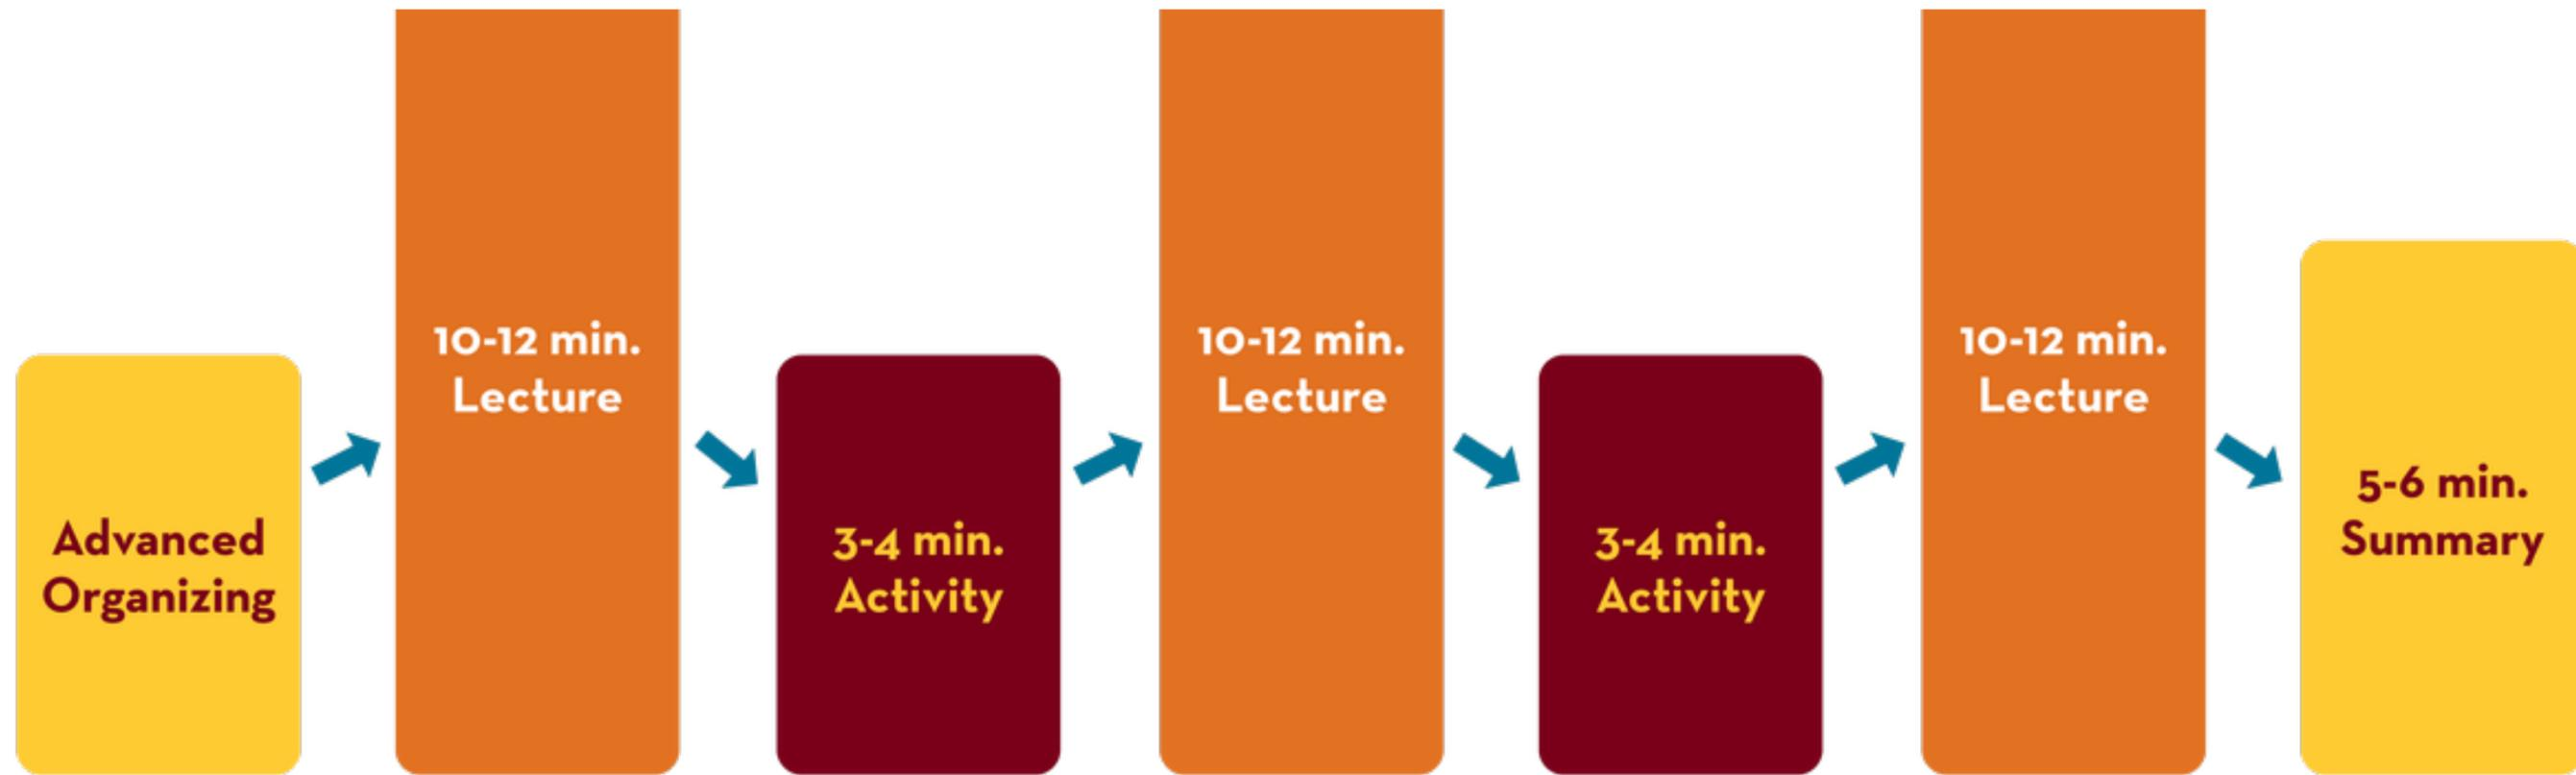 Advanced
Organizing
10-12 min.
Lecture
3-4 min.
Activity
10-12 min.
Lecture
3-4 min.
Activity
10-12 min.
Lecture
5-6 min.
Summary